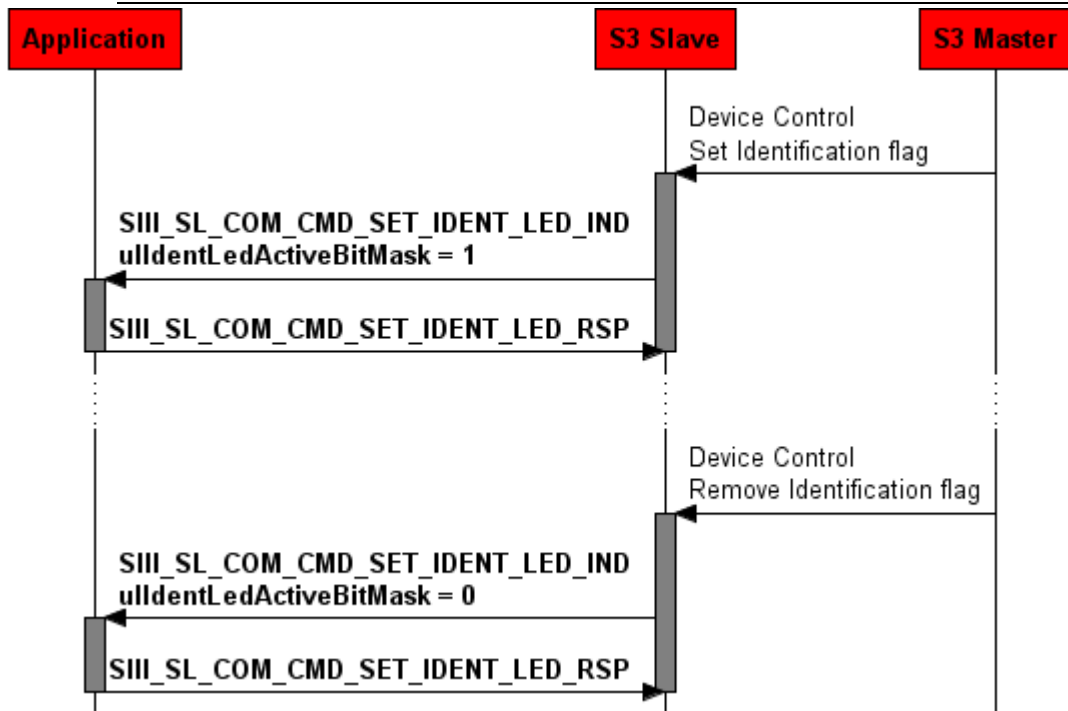 Application
S3 Slave
S3 Master
Device Control
Set Identification flag
SIII_SL_COM_CMD_SET_IDENT_LED_IND
ulIdentLedActiveBitMask = 1
SIII_SL_COM_CMD_SET_IDENT_LED_RSP
Device Control
Remove Identification flag
SIII_SL_COM_CMD_SET_IDENT_LED_IND
ulIdentLedActiveBitMask = 0
SIII_SL_COM_CMD_SET_IDENT_LED_RSP